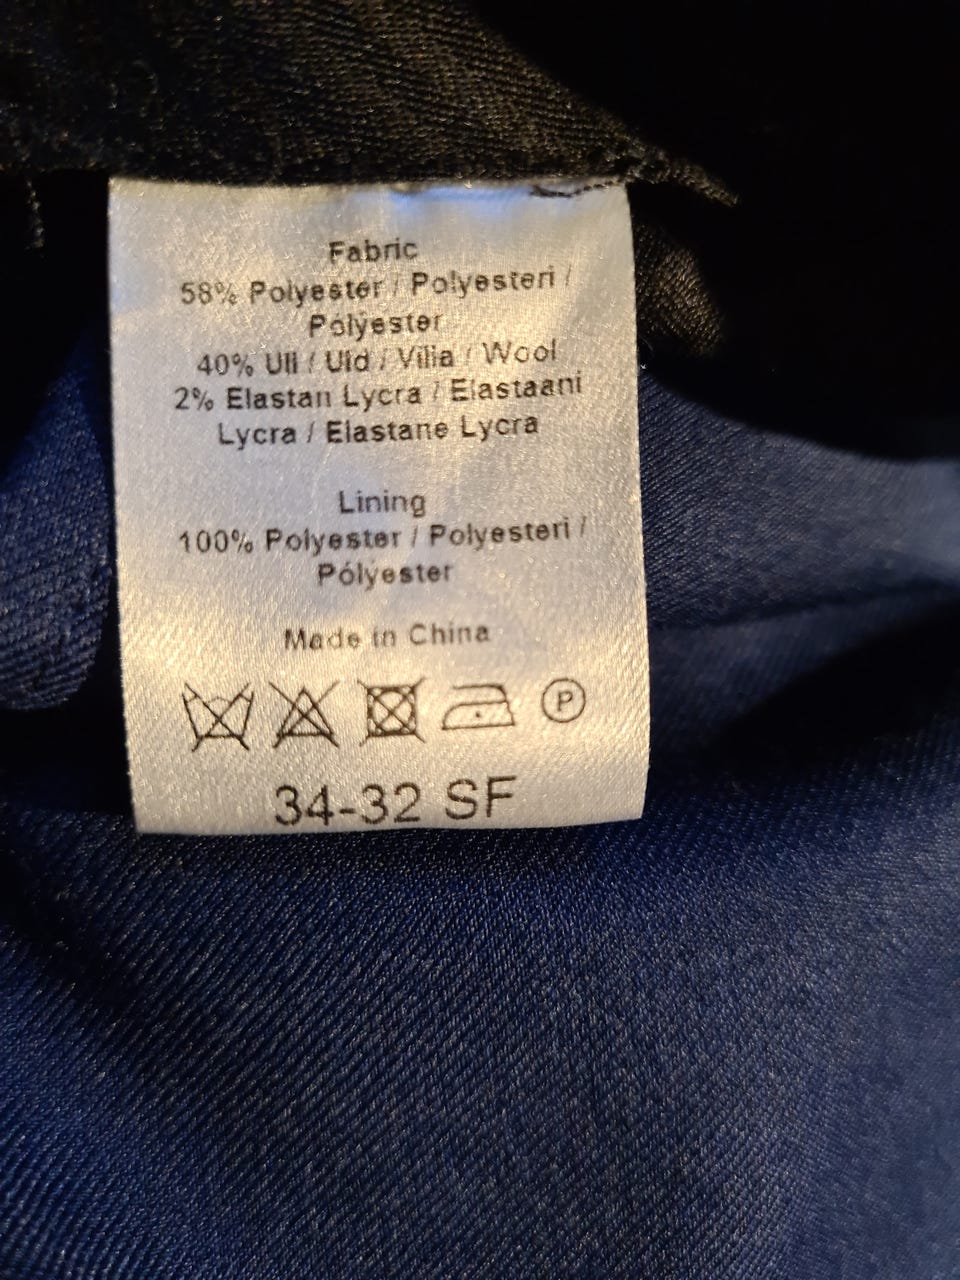 Fabric
58% Polyester / Polyesteri /
Pólýester
40% Ull / Uld / Villa / Wool
2% Elastan Lycra / Elastaani
Lycra / Elastane Lycra
Lining
100% Polyester / Polyesteri /
Pólyester
Made in China
P
34-32 SF